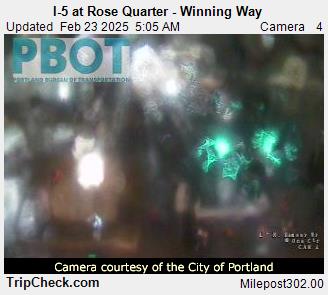 I-5 at Rose Quarter - Winning Way
Updated Feb 23 2025 5:05 AM Camera 4
PBOT
PORTLAND BUREAU OF TRANSPORTATION
Camera courtesy of the City of Portland
TripCheck.com Milepost302.00